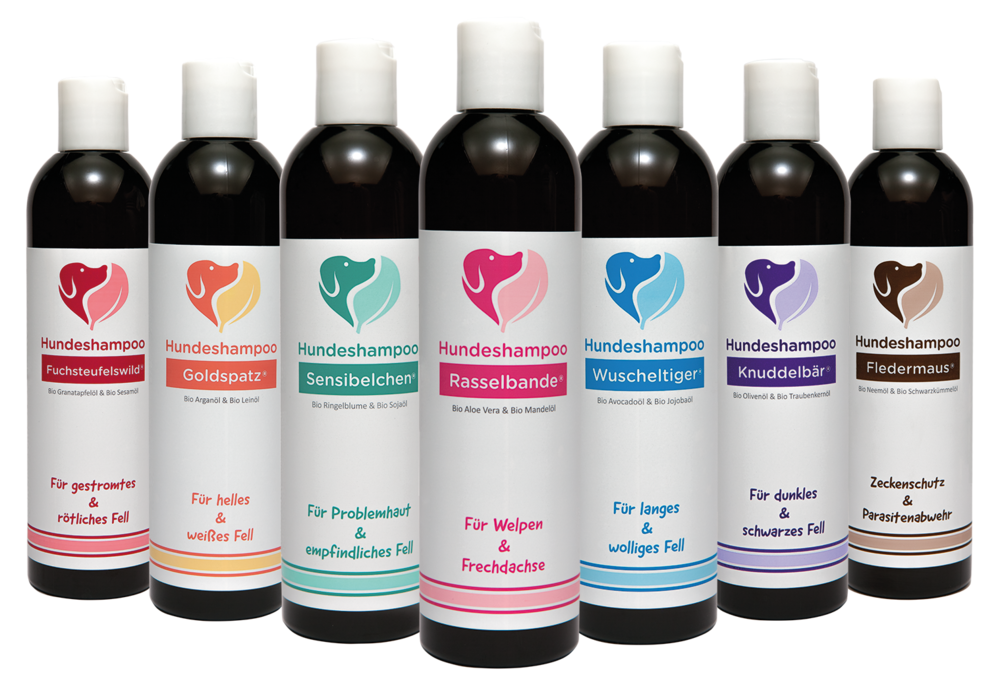 Hundeshampoo
Fuchsteufelswild®
Bio Granatapfelöl & Bio Sesamöl
Für gestromtes
&
rötliches Fell
Hundeshampoo
Goldspatz®
Bio Arganöl & Bio Leinöl
Für helles
&
weißes Fell
Hundeshampoo
Sensibelchen®
Bio Ringelblume & Bio Sojaöl
Für Problemhaut
&
empfindliches Fell
Hundeshampoo
Rasselbande®
Bio Aloe Vera & Bio Mandelöl
Für Welpen
&
Frechdachse
Hundeshampoo
Wuscheltiger®
Bio Avocadoöl & Bio Jojobaöl
Für langes
&
wolliges Fell
Hundeshampoo
Knuddelbär®
Bio Olivenöl & Bio Traubenkernöl
Für dunkles
&
schwarzes Fell
Hundeshampoo
Fledermaus®
Bio Neemöl & Bio Schwarzkümmelöl
Zeckenschutz
&
Parasitenabwehr